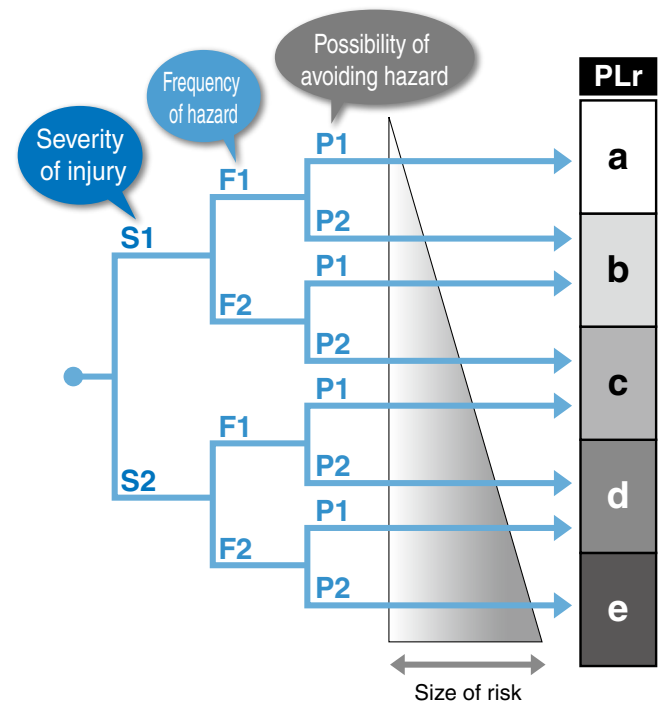 Possibility of
avoiding hazard
Frequency
of hazard
Severity
of injury
PLr
P1
a
F1
P2
S1
P1
b
F2
P2
c
P1
F1
P2
S2
d
P1
F2
P2
e
Size of risk